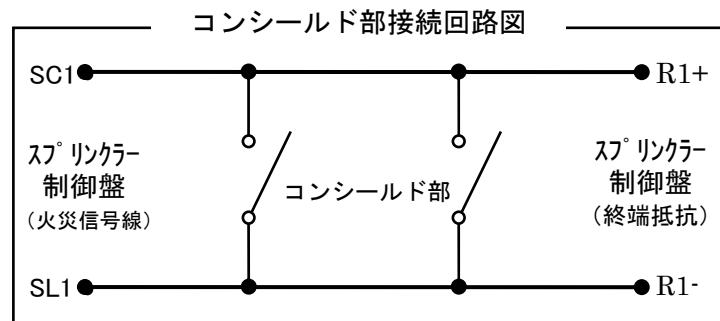 コンシールド部接続回路図
SC1
R1+
スプリンクラー
制御盤
(火災信号線)
コンシールド部
スプリンクラー
制御盤
(終端抵抗)
SL1
R1-